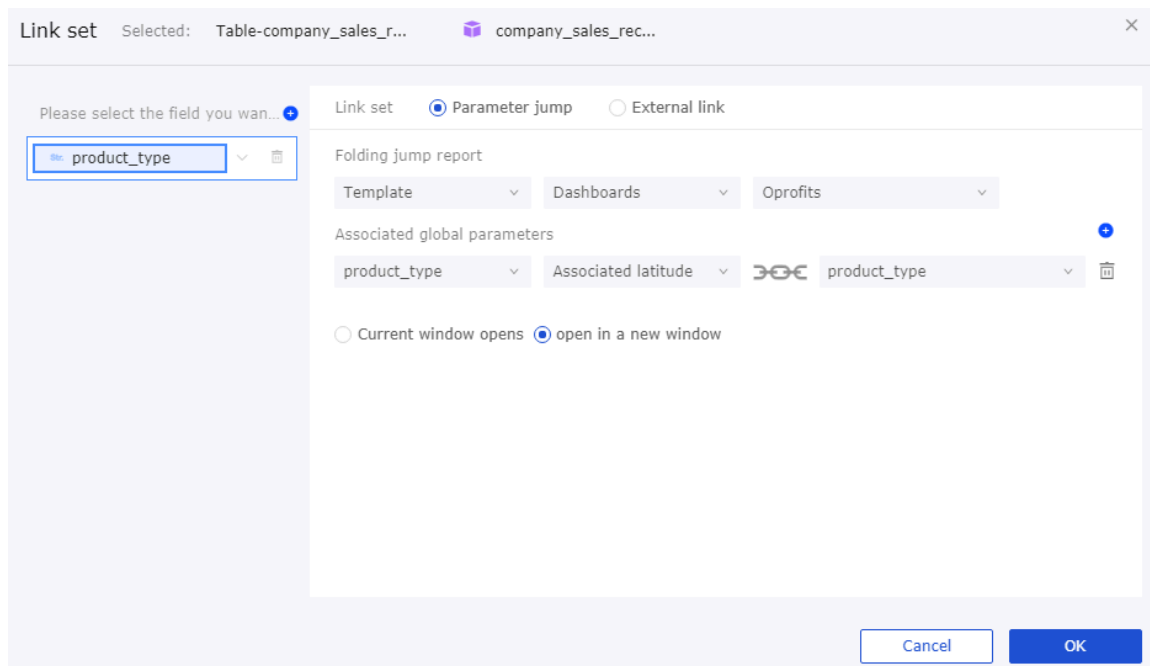 Link set Selected: Table-company_sales_r... company_sales_rec...
Please select the field you wan...
Str. product_type
Link set Parameter jump External link
Folding jump report
Template Dashboards Oprofits
Associated global parameters
product_type Associated latitude product_type
Current window opens open in a new window
Cancel OK